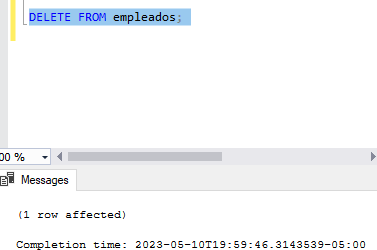 DELETE FROM empleados;
00 %
Messages
(1 row affected)
Completion time: 2023-05-10T19:59:46.3143539-05:00